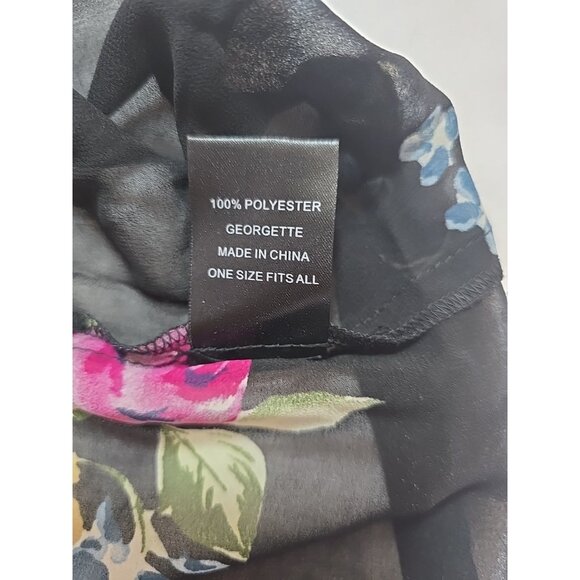 100% POLYESTER
GEORGETTE
MADE IN CHINA
ONE SIZE FITS ALL